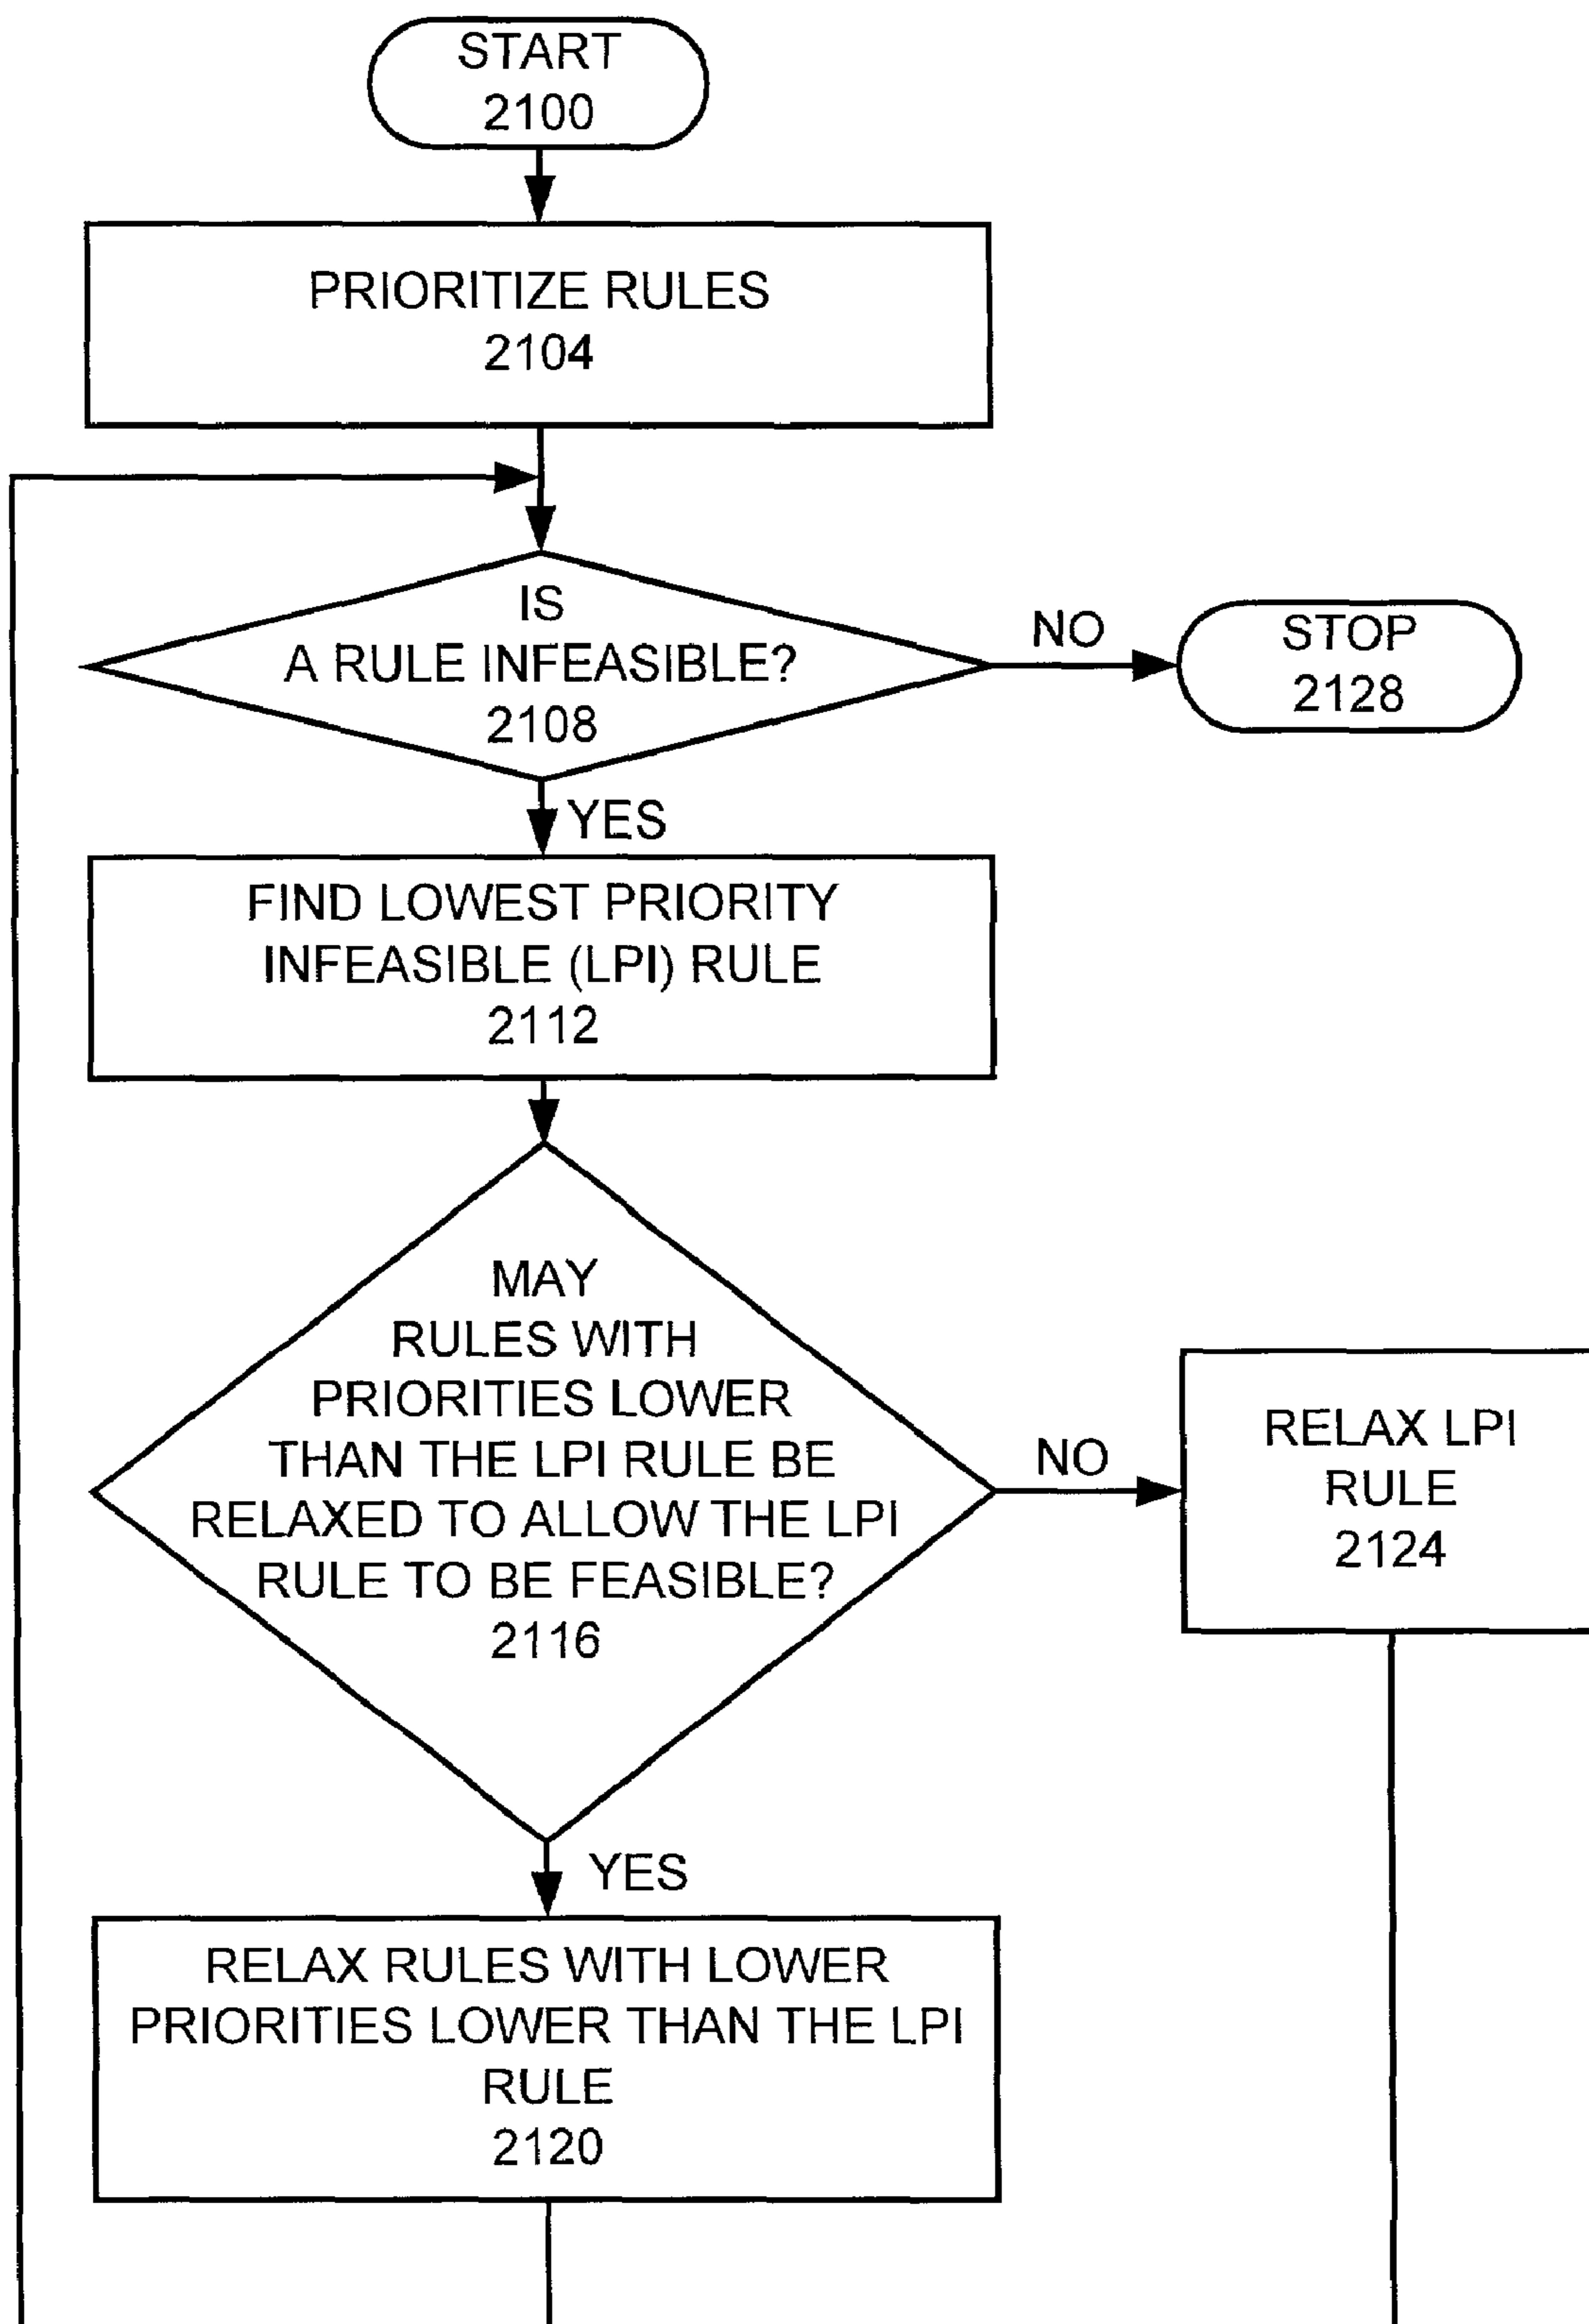 START
2100
PRIORITIZE RULES
2104
IS
A RULE INFEASIBLE?
2108
NO
STOP
2128
YES
FIND LOWEST PRIORITY
INFEASIBLE (LPI) RULE
2112
MAY
RULES WITH
PRIORITIES LOWER
THAN THE LPI RULE BE
RELAXED TO ALLOW THE LPI
RULE TO BE FEASIBLE?
2116
NO
RELAX LPI
RULE
2124
YES
RELAX RULES WITH LOWER
PRIORITIES LOWER THAN THE LPI
RULE
2120